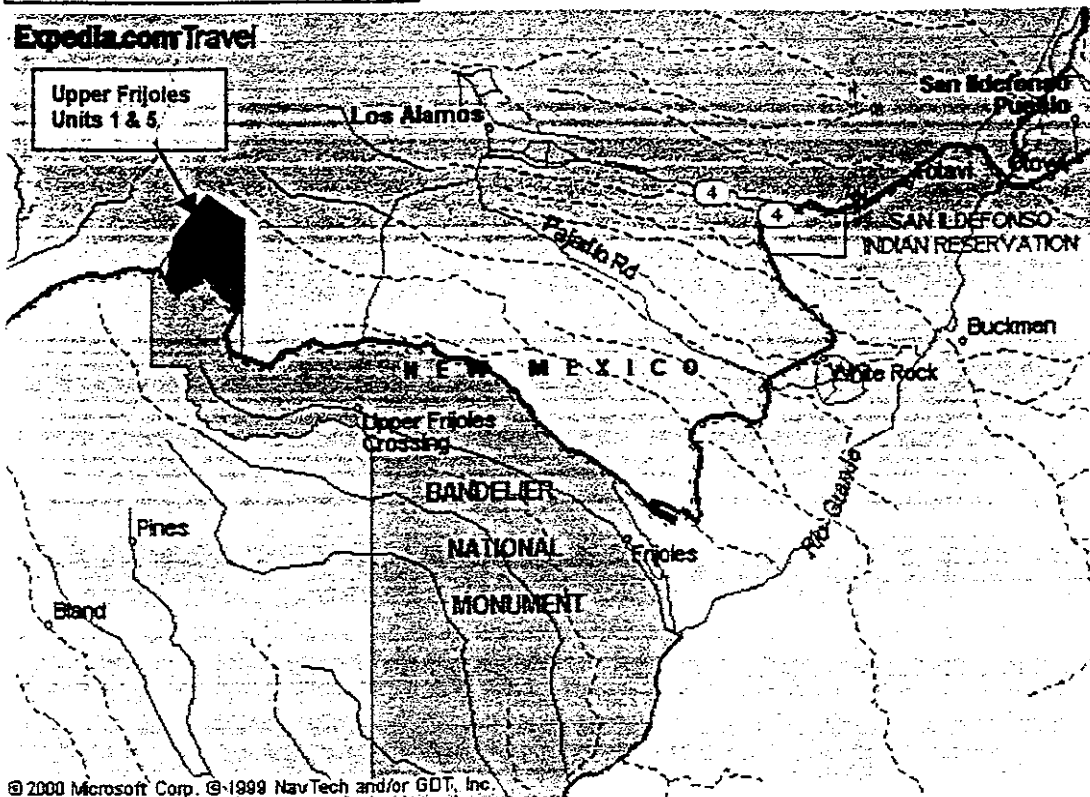 Expedia.com Travel
Upper Frijoles
Units 1 & 5
Los Alamos
San Ildefonso
Pueblo
Totavi
Otowi
4
4
SAN ILDEFONSO
INDIAN RESERVATION
Pajarito Rd
Buckman
NEW MEXICO
White Rock
Upper Frijoles
Crossing
BANDELIER
Rio Grande
Pines
NATIONAL
Frijoles
MONUMENT
Bland
© 2000 Microsoft Corp. © 1999 NavTech and/or GDT, Inc.